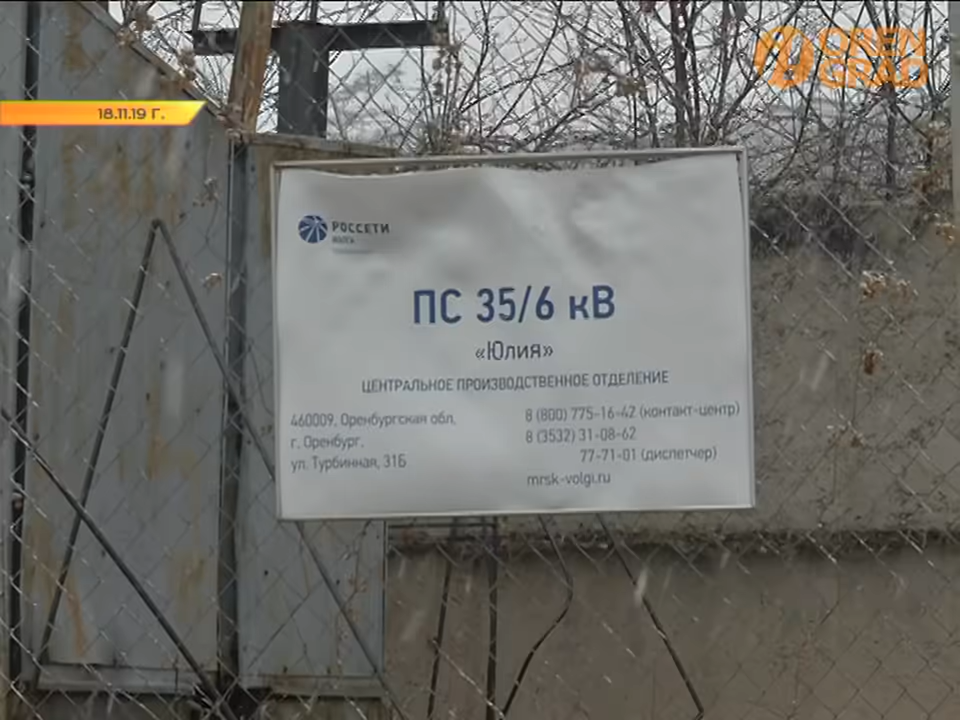 OREN
GRAD
18.11.19 Г.
РОССЕТИ
ВОЛГА
ПС 35/6 кВ
«Юлия»
ЦЕНТРАЛЬНОЕ ПРОИЗВОДСТВЕННОЕ ОТДЕЛЕНИЕ
460009, Оренбургская обл,
г. Оренбург,
ул. Турбинная, 31Б
8 (800) 775-16-42 (контакт-центр)
8 (3532) 31-08-62
77-71-01 (диспетчер)
mrsk-volgi.ru